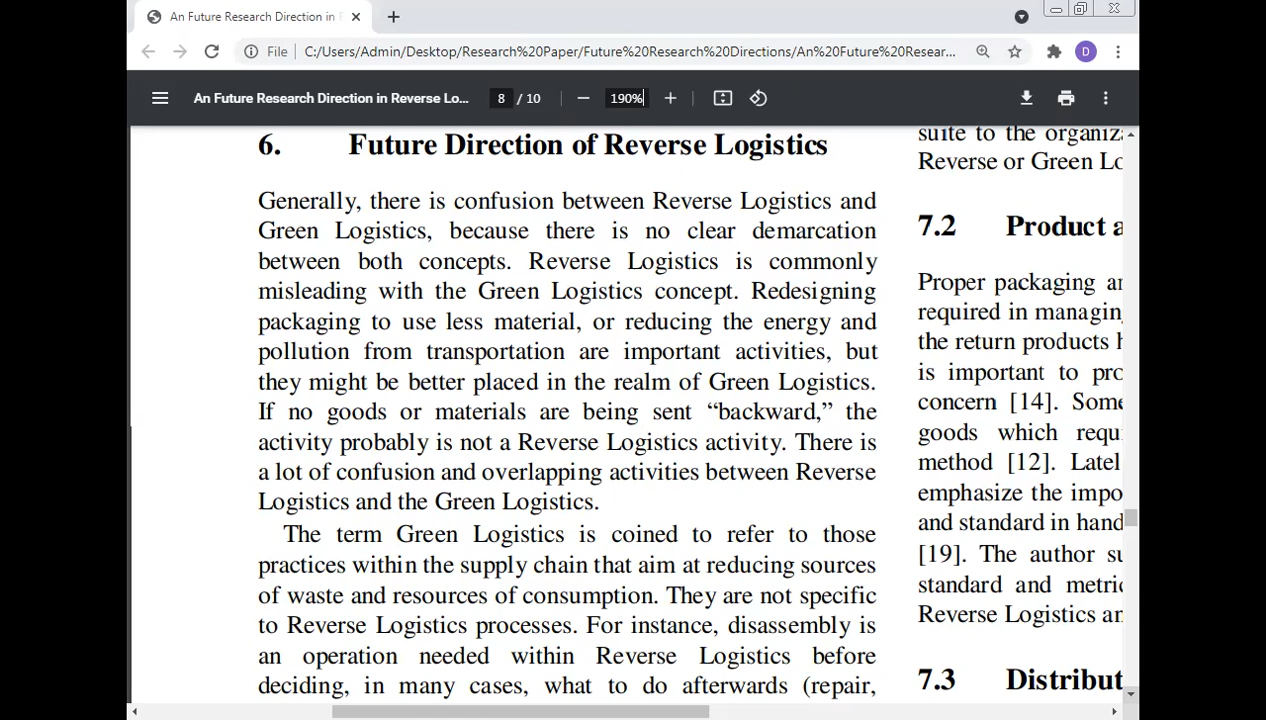 An Future Research Direction in
File C:/Users/Admin/Desktop/Research%20Paper/Future%20Research%20Directions/An%20Future%20Resear...
D
An Future Research Direction in Reverse Lo...
8 / 10
190%
6. Future Direction of Reverse Logistics
Generally, there is confusion between Reverse Logistics and
Green Logistics, because there is no clear demarcation
between both concepts. Reverse Logistics is commonly
misleading with the Green Logistics concept. Redesigning
packaging to use less material, or reducing the energy and
pollution from transportation are important activities, but
they might be better placed in the realm of Green Logistics.
If no goods or materials are being sent “backward,” the
activity probably is not a Reverse Logistics activity. There is
a lot of confusion and overlapping activities between Reverse
Logistics and the Green Logistics.
The term Green Logistics is coined to refer to those
practices within the supply chain that aim at reducing sources
of waste and resources of consumption. They are not specific
to Reverse Logistics processes. For instance, disassembly is
an operation needed within Reverse Logistics before
deciding, in many cases, what to do afterwards (repair,
suite to the organiza
Reverse or Green Lo
7.2 Product a
Proper packaging an
required in managing
the return products h
is important to pro
concern [14]. Some
goods which requi
method [12]. Latel
emphasize the impo
and standard in hand
[19]. The author su
standard and metric
Reverse Logistics an
7.3 Distribut